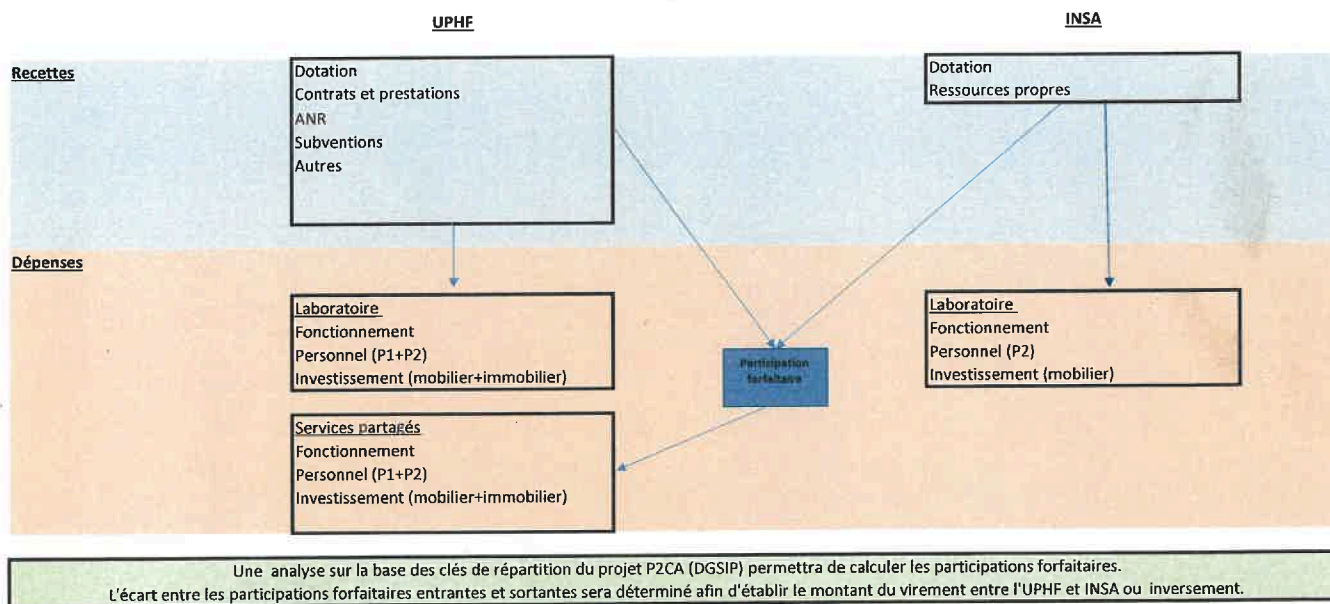 UPHF
INSA
Recettes
Dotation
Contrats et prestations
ANR
Subventions
Autres
Dotation
Ressources propres
Dépenses
Laboratoire
Fonctionnement
Personnel (P1+P2)
Investissement (mobilier+immobilier)
Participation
forfaitaire
Laboratoire
Fonctionnement
Personnel (P2)
Investissement (mobilier)
Services partagés
Fonctionnement
Personnel (P1+P2)
Investissement (mobilier+immobilier)
Une analyse sur la base des clés de répartition du projet P2CA (DGSIP) permettra de calculer les participations forfaitaires.
L'écart entre les participations forfaitaires entrantes et sortantes sera déterminé afin d'établir le montant du virement entre l'UPHF et INSA ou inversement.